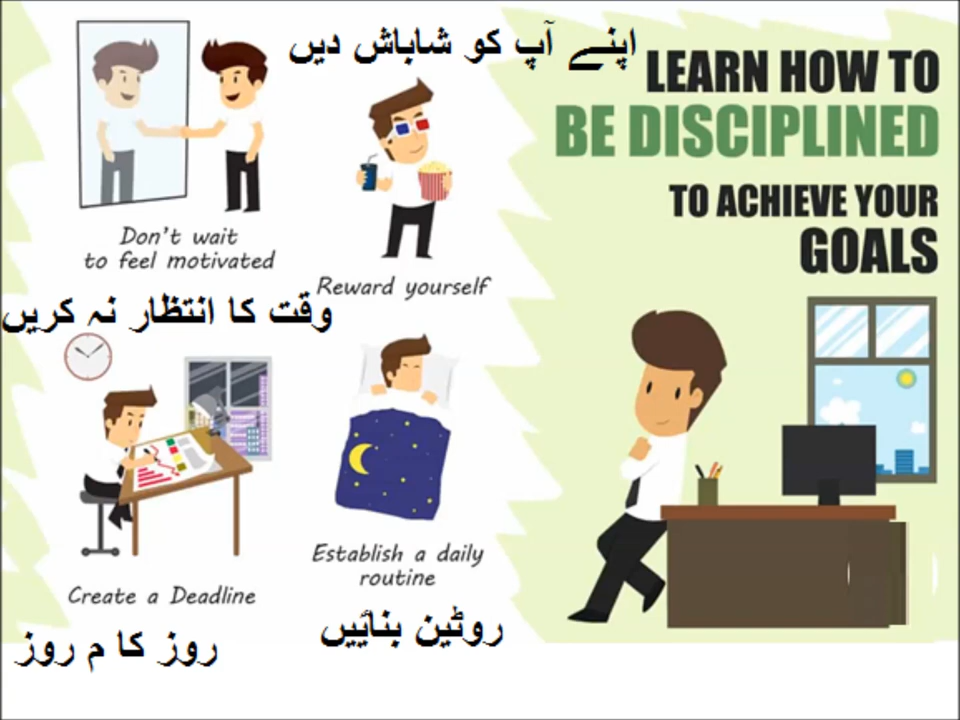 اپنے آپ کو شاباش دیں
LEARN HOW TO
BE DISCIPLINED
TO ACHIEVE YOUR
GOALS
Don't wait
to feel motivated
Reward yourself
وقت کا انتظار نہ کریں
Create a Deadline
Establish a daily
routine
روز کا م روز
روٹین بنائیں